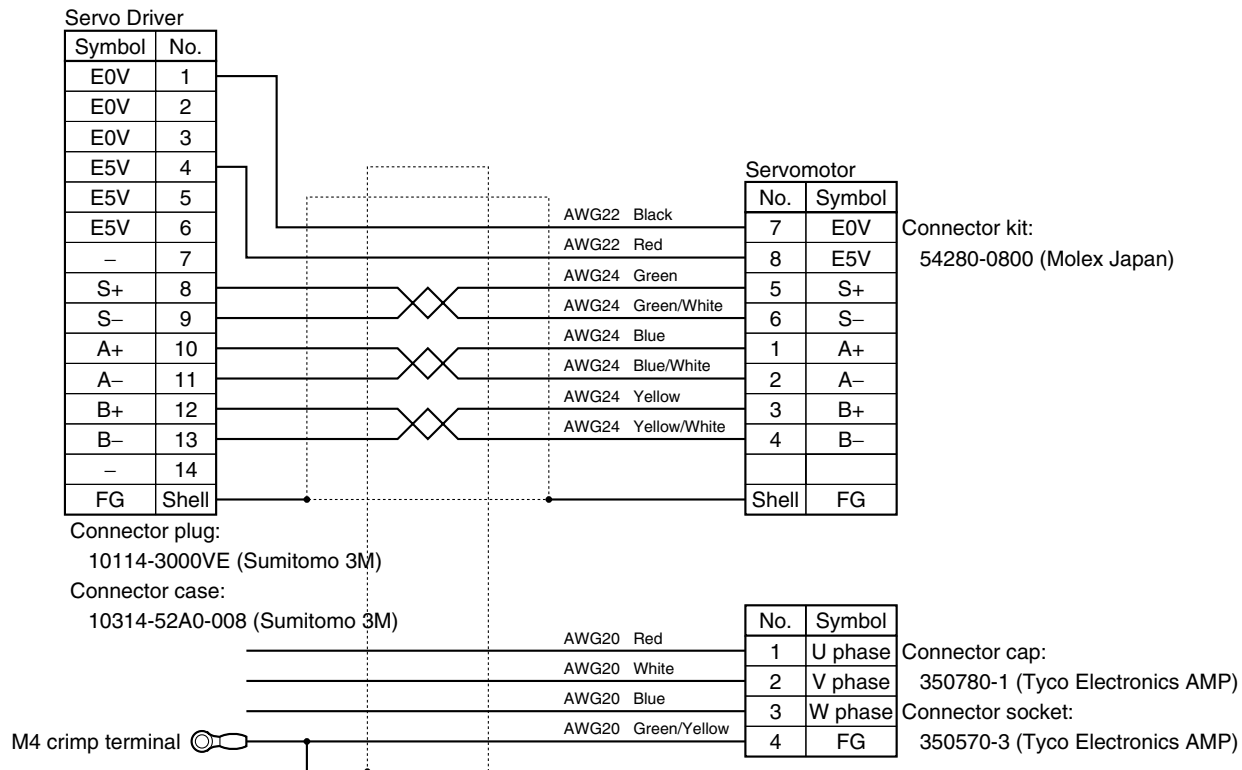 Servo Driver
Symbol No.
E0V 1
E0V 2
E0V 3
E5V 4
E5V 5
E5V 6
– 7
S+ 8
S− 9
A+ 10
A− 11
B+ 12
B− 13
– 14
FG Shell
Connector plug:
10114-3000VE (Sumitomo 3M)
Connector case:
10314-52A0-008 (Sumitomo 3M)
AWG22 Black
AWG22 Red
AWG24 Green
AWG24 Green/White
AWG24 Blue
AWG24 Blue/White
AWG24 Yellow
AWG24 Yellow/White
Servomotor
No. Symbol
7 E0V
8 E5V
5 S+
6 S−
1 A+
2 A−
3 B+
4 B−
Shell FG
Connector kit:
54280-0800 (Molex Japan)
M4 crimp terminal
AWG20 Red
AWG20 White
AWG20 Blue
AWG20 Green/Yellow
No. Symbol
1 U phase
2 V phase
3 W phase
4 FG
Connector cap:
350780-1 (Tyco Electronics AMP)
Connector socket:
350570-3 (Tyco Electronics AMP)